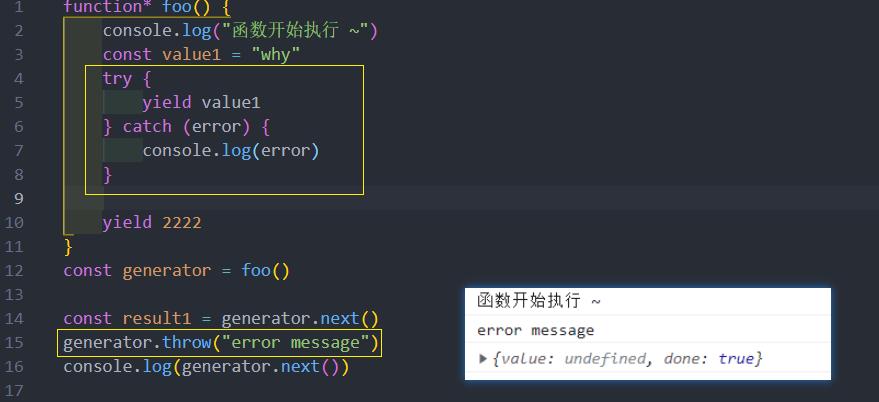 1 function* foo() {
2 console.log("函数开始执行 ~")
3 const value1 = "why"
4 try {
5 yield value1
6 } catch (error) {
7 console.log(error)
8 }
9
10 yield 2222
11 }
12 const generator = foo()
13
14 const result1 = generator.next()
15 generator.throw("error message")
16 console.log(generator.next())
17
函数开始执行 ~
error message
▶ {value: undefined, done: true}